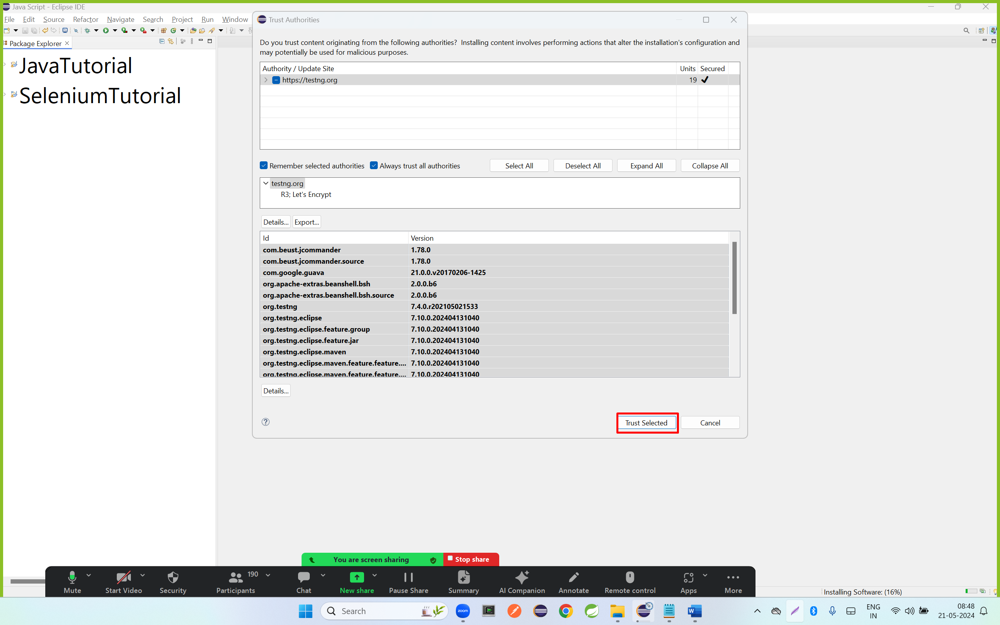 Java Script - Eclipse IDE
File Edit Source Refactor Navigate Search Project Run Window
Package Explorer
JavaTutorial
SeleniumTutorial
Trust Authorities
Do you trust content originating from the following authorities? Installing content involves performing actions that alter the installation's configuration and
may potentially be used for malicious purposes.
Authority / Update Site Units Secured
https://testng.org 19
Remember selected authorities Always trust all authorities Select All Deselect All Expand All Collapse All
testng.org
R3; Let's Encrypt
Details... Export...
Id Version
com.beust.jcommander 1.78.0
com.beust.jcommander.source 1.78.0
com.google.guava 21.0.0.v20170206-1425
org.apache-extras.beanshell.bsh 2.0.0.b6
org.apache-extras.beanshell.bsh.source 2.0.0.b6
org.testng 7.4.0.r202105021533
org.testng.eclipse 7.10.0.202404131040
org.testng.eclipse.feature.group 7.10.0.202404131040
org.testng.eclipse.feature.jar 7.10.0.202404131040
org.testng.eclipse.maven 7.10.0.202404131040
org.testng.eclipse.maven.feature.feature.... 7.10.0.202404131040
org.testng.eclipse.maven.feature.feature.... 7.10.0.202404131040
Details...
Trust Selected Cancel
You are screen sharing Stop share
190
Mute Start Video Security Participants Chat New share Pause Share Summary AI Companion Annotate Remote control Apps More
Installing Software: (16%)
Search
zoom
W
ENG
IN
08:48
21-05-2024